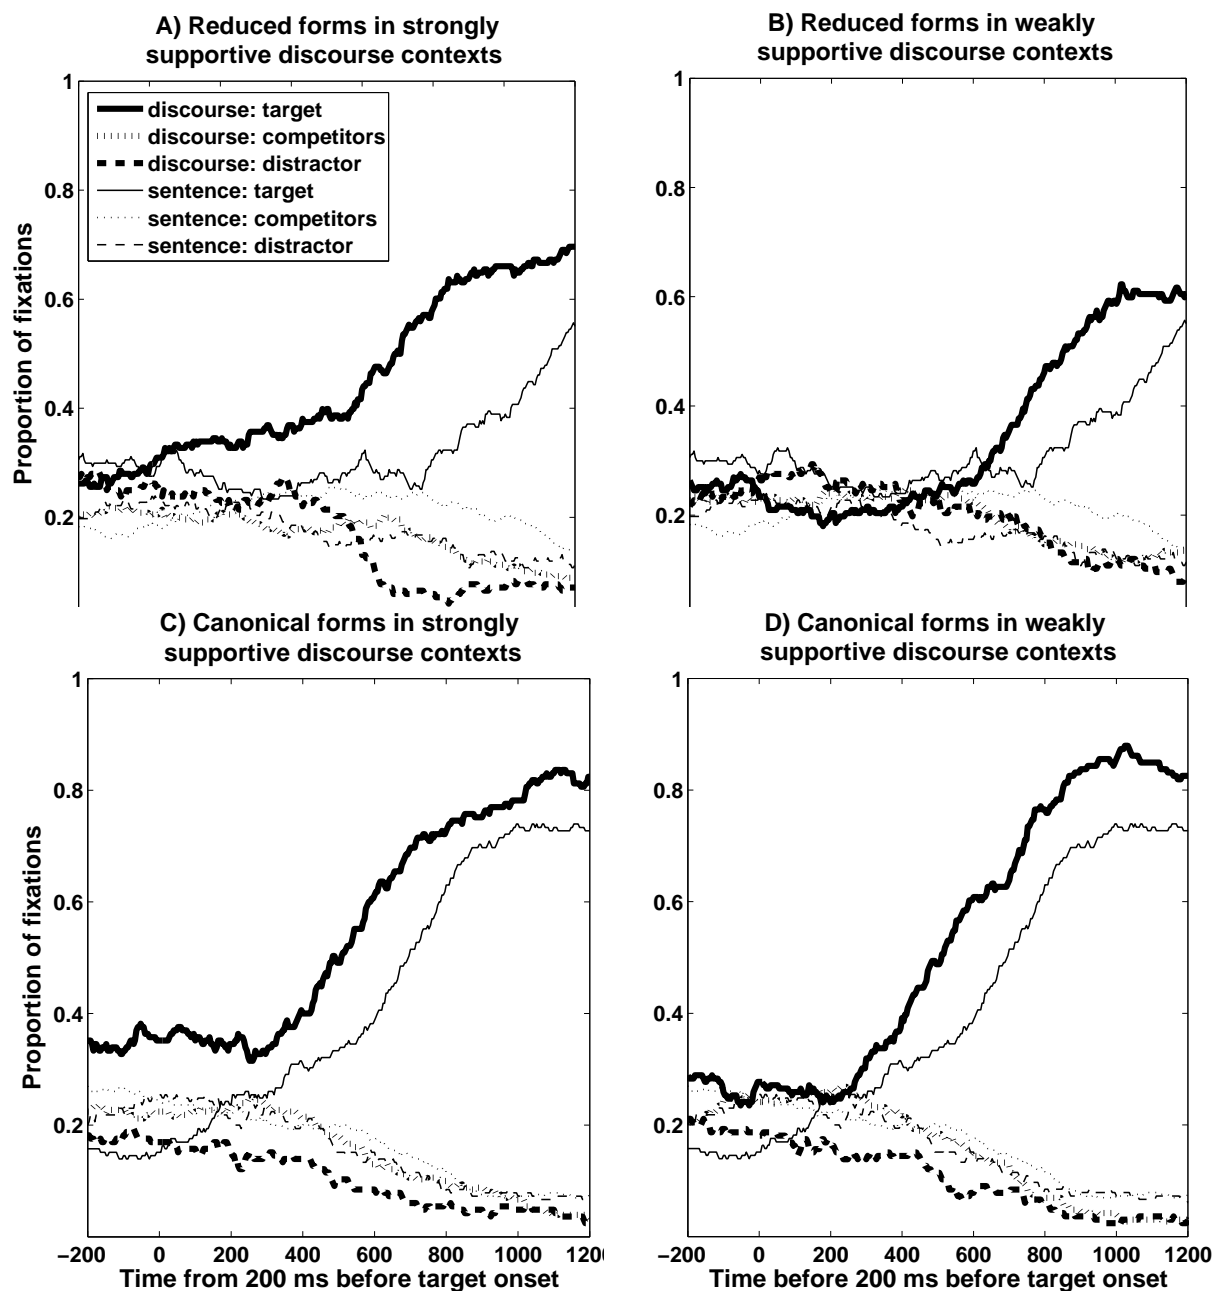 A) Reduced forms in strongly
supportive discourse contexts
B) Reduced forms in weakly
supportive discourse contexts
1
0.8
0.6
0.4
0.2
Proportion of fixations
discourse: target
discourse: competitors
discourse: distractor
sentence: target
sentence: competitors
sentence: distractor
1
0.8
0.6
0.4
0.2
C) Canonical forms in strongly
supportive discourse contexts
D) Canonical forms in weakly
supportive discourse contexts
1
0.8
0.6
0.4
0.2
Proportion of fixations
−200 0 200 400 600 800 1000 120
Time from 200 ms before target onset
1
0.8
0.6
0.4
0.2
−200 0 200 400 600 800 1000 1200
Time before 200 ms before target onset